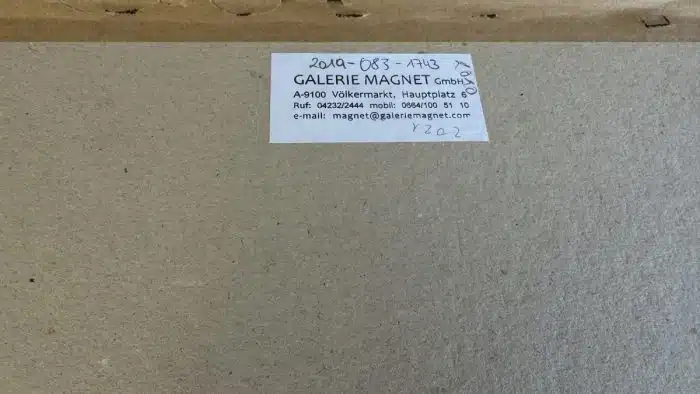 2019-083-1743
GALERIE MAGNET GmbH
A-9100 Völkermarkt, Hauptplatz 6
Ruf: 04232/2444 mobil: 0664/100 51 10
e-mail: magnet@galeriemagnet.com